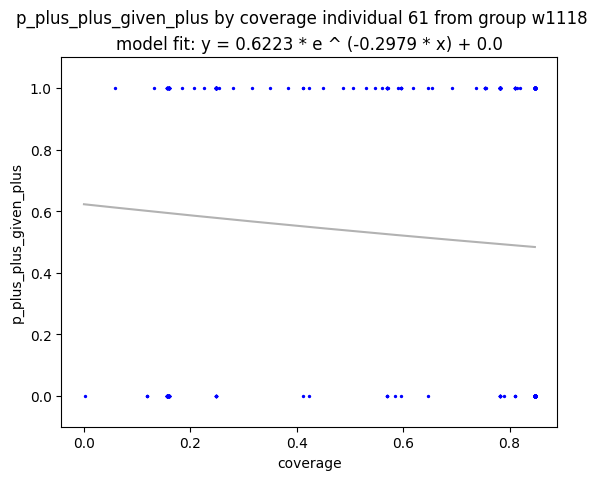 p_plus_plus_given_plus by coverage individual 61 from group w1118
model fit: y = 0.6223 * e ^ (-0.2979 * x) + 0.0
1.0
0.8
0.6
0.4
0.2
0.0
p_plus_plus_given_plus
0.0 0.2 0.4 0.6 0.8
coverage